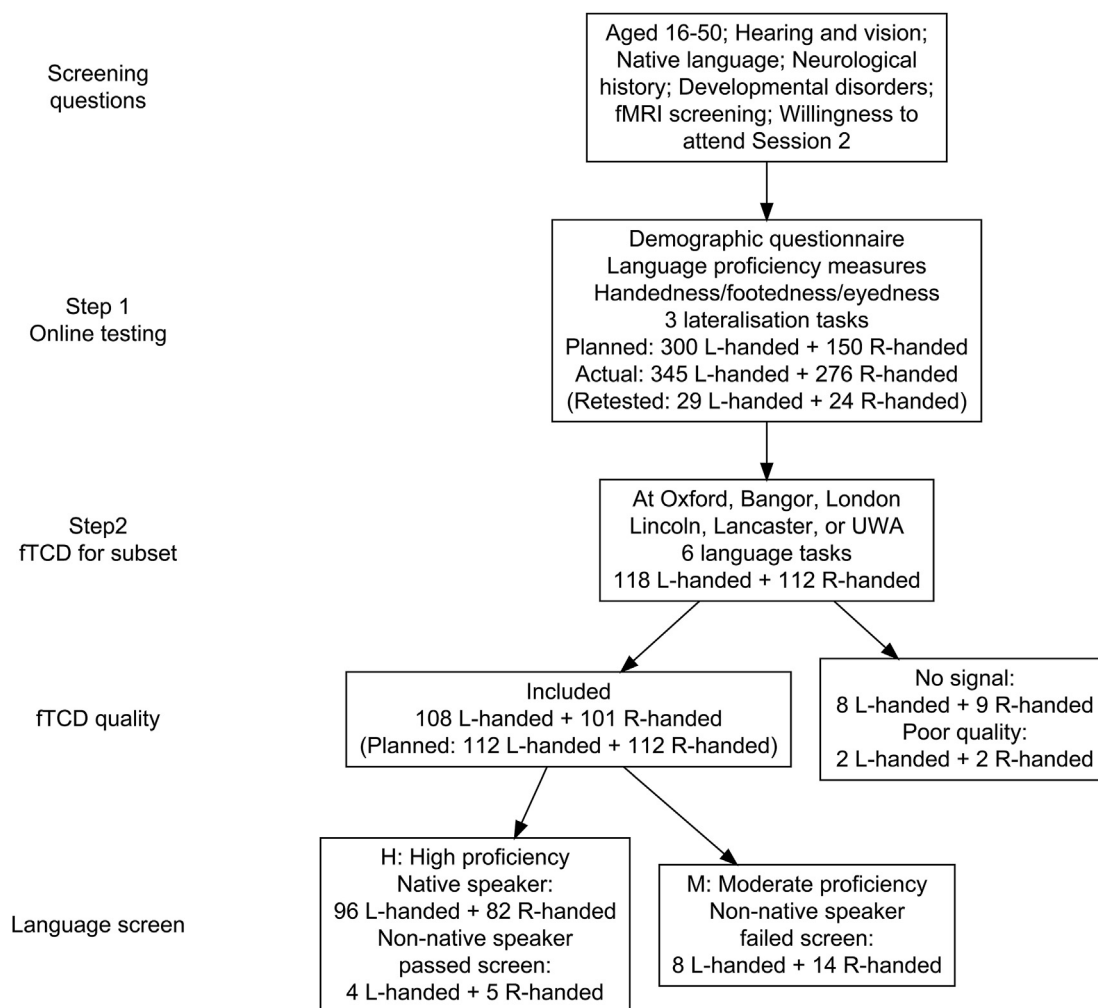 Screening
questions
Aged 16-50; Hearing and vision;
Native language; Neurological
history; Developmental disorders;
fMRI screening; Willingness to
attend Session 2
Step 1
Online testing
Demographic questionnaire
Language proficiency measures
Handedness/footedness/eyedness
3 lateralisation tasks
Planned: 300 L-handed + 150 R-handed
Actual: 345 L-handed + 276 R-handed
(Retested: 29 L-handed + 24 R-handed)
Step2
fTCD for subset
At Oxford, Bangor, London
Lincoln, Lancaster, or UWA
6 language tasks
118 L-handed + 112 R-handed
fTCD quality
Included
108 L-handed + 101 R-handed
(Planned: 112 L-handed + 112 R-handed)
No signal:
8 L-handed + 9 R-handed
Poor quality:
2 L-handed + 2 R-handed
Language screen
H: High proficiency
Native speaker:
96 L-handed + 82 R-handed
Non-native speaker
passed screen:
4 L-handed + 5 R-handed
M: Moderate proficiency
Non-native speaker
failed screen:
8 L-handed + 14 R-handed